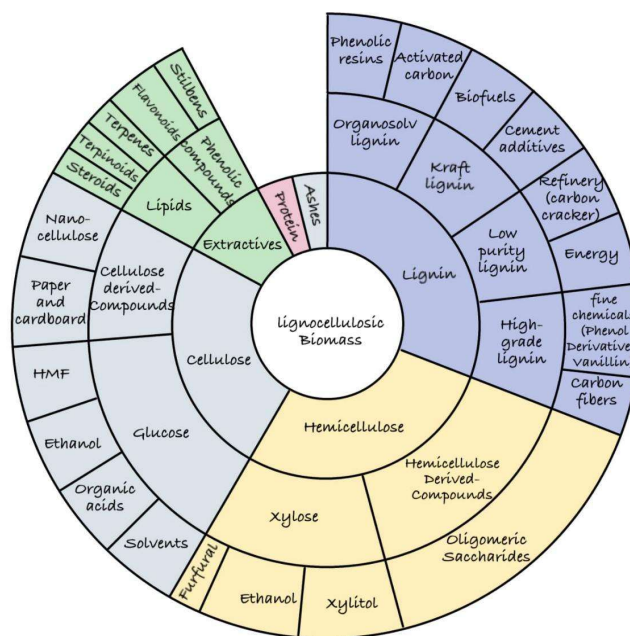 Phenolic
resins
Activated
carbon
Biofuels
Cement
additives
Refinery
(carbon
cracker)
Energy
fine
chemicals
(Phenol
Derivative
vanillin
Carbon
fibers
Organosolv
lignin
Kraft
lignin
Low
purity
lignin
High-
grade
lignin
Lignin
Stilbens
Flavonoids
Terpenes
Terpinoids
Steroids
Phenolic
compounds
Lipids
Extractives
Protein
Ashes
Nano-
cellulose
Paper
and
cardboard
HMF
Ethanol
Organic
acids
Solvents
Cellulose
derived-
Compounds
Glucose
Cellulose
lignocellulosic
Biomass
Hemicellulose
Hemicellulose
Derived-
Compounds
Xylose
Oligomeric
Saccharides
Furfural
Ethanol
Xylitol